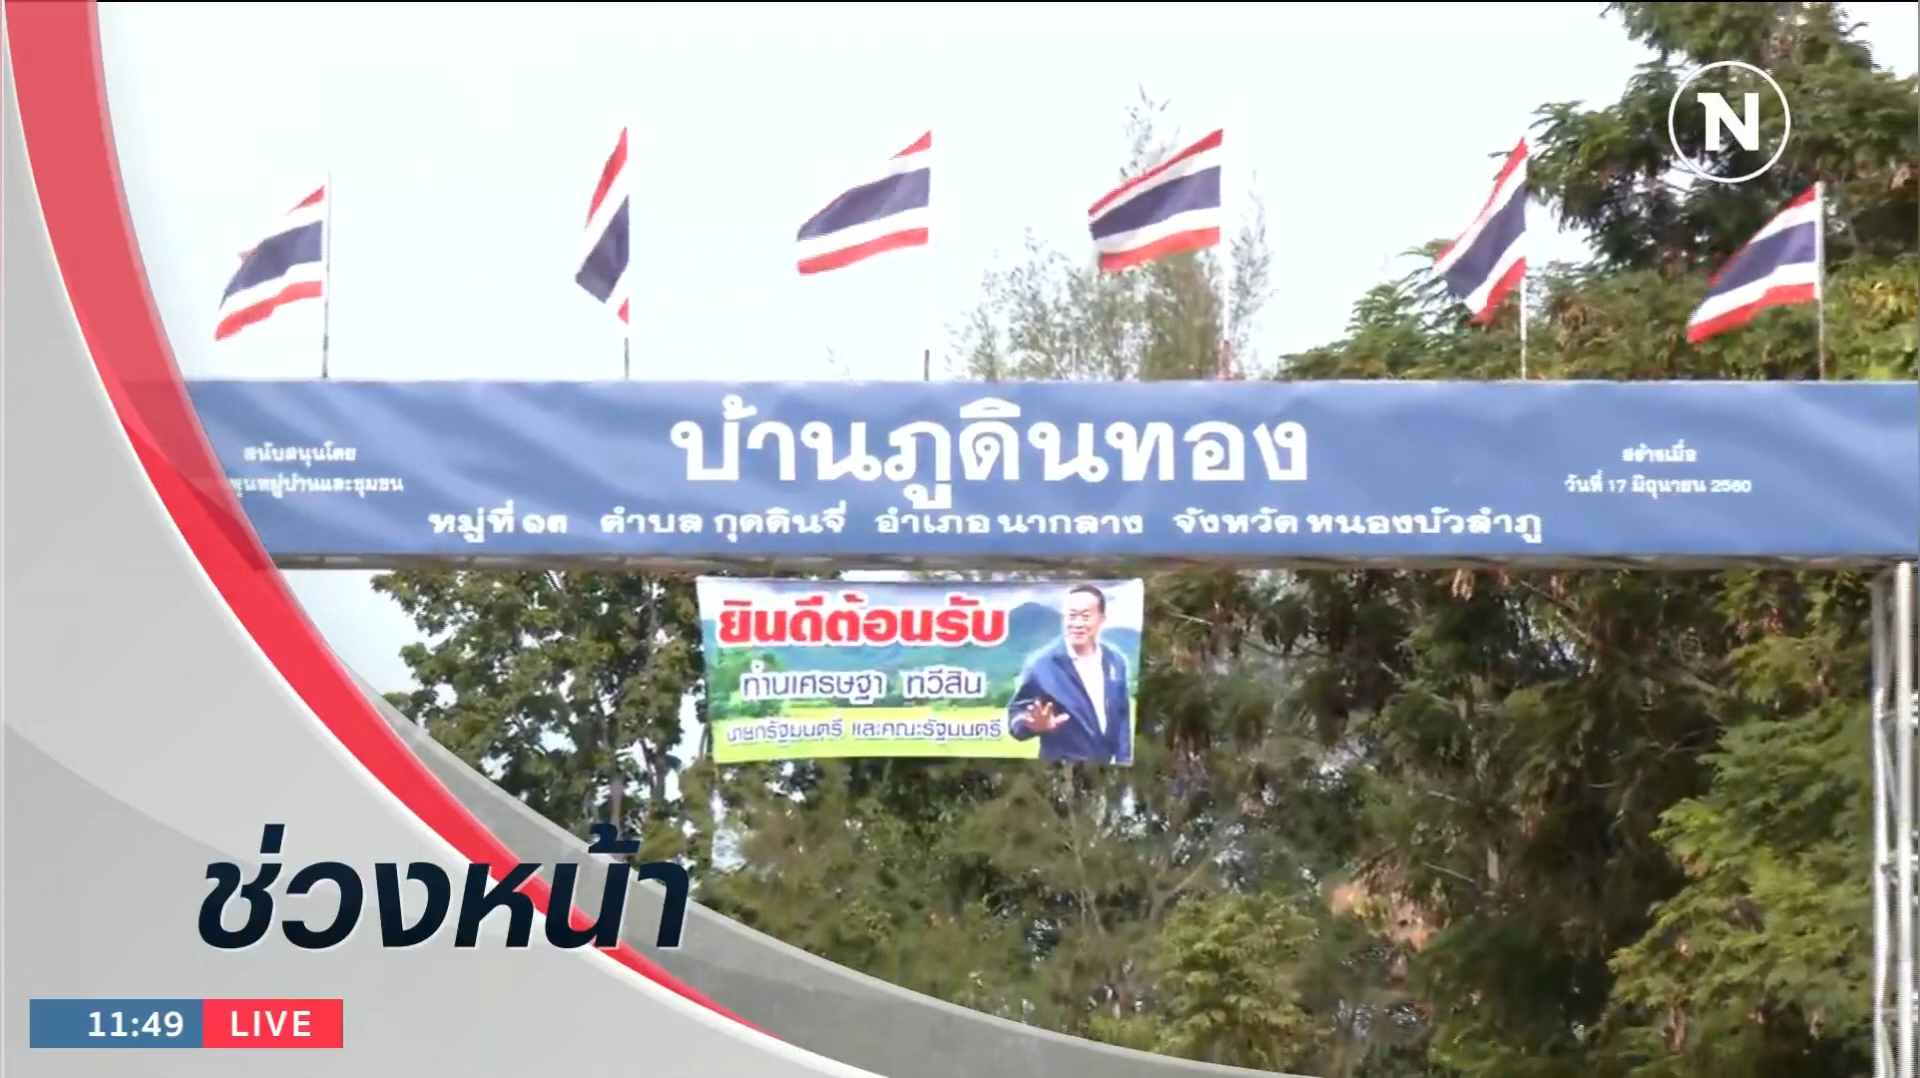 N
บ้านภูดินทอง
สนับสนุนโดย
สร้างเมื่อ
วันที่ 17 มิถุนายน 2560
หมู่ที่ ๑๓ ตำบล กุดดินจี่ อำเภอ นากลาง จังหวัด หนองบัวลำภู
ยินดีต้อนรับ
ท่านเศรษฐา ทวีสิน
นายกรัฐมนตรี และคณะรัฐมนตรี
ช่วงหน้า
11:49 LIVE